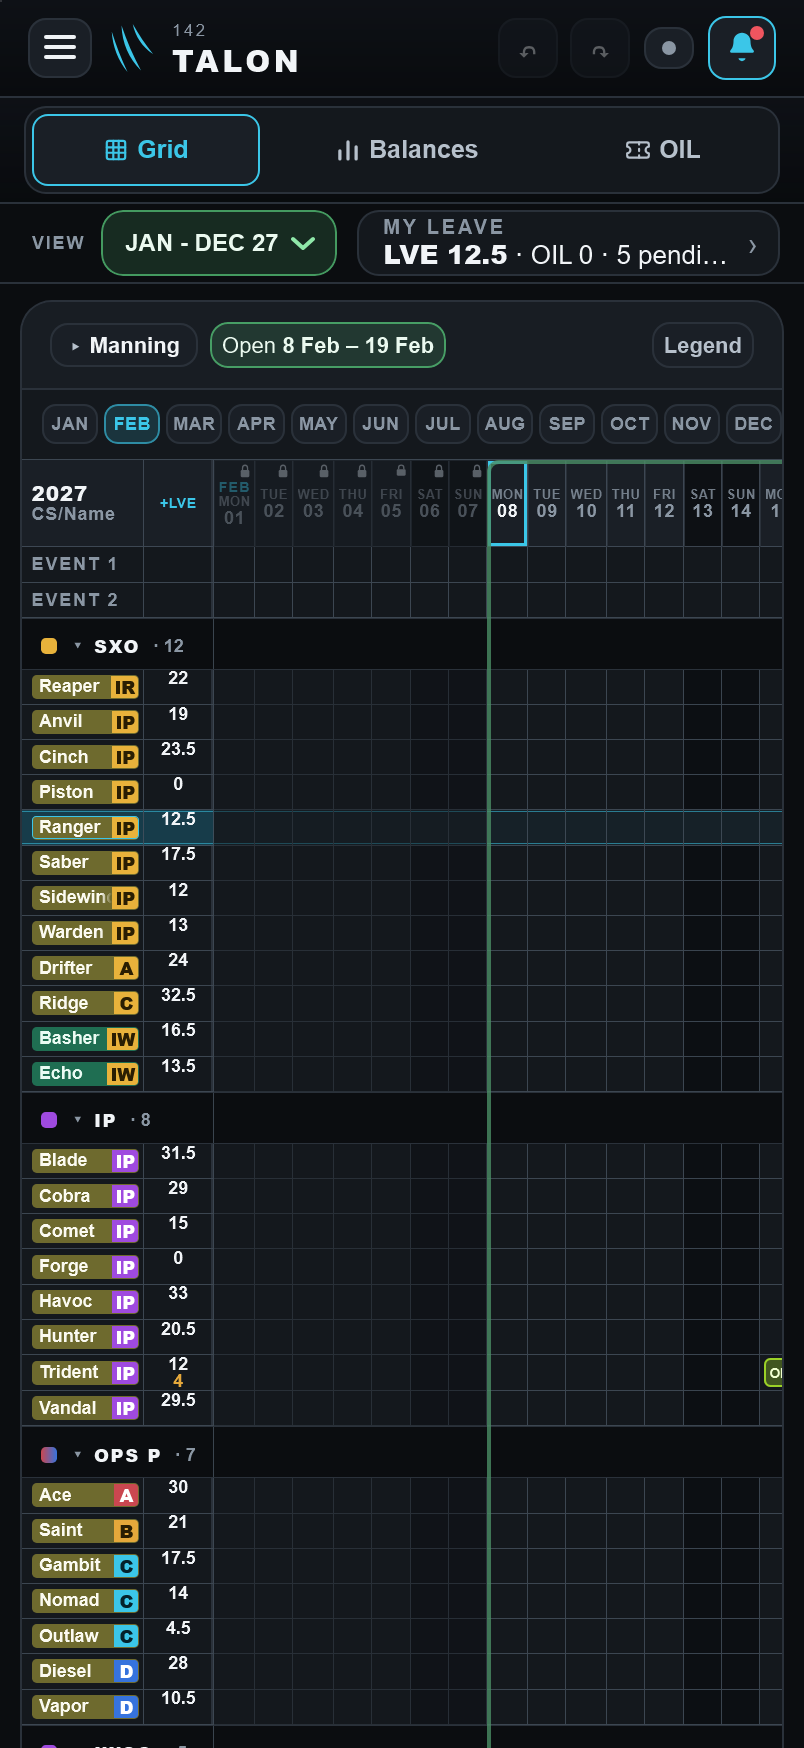 142
TALON
Grid
Balances
OIL
VIEW
JAN - DEC 27
MY LEAVE
LVE 12.5 · OIL 0 · 5 pendi…
Manning
Open 8 Feb – 19 Feb
Legend
JAN FEB MAR APR MAY JUN JUL AUG SEP OCT NOV DEC
2027
CS/Name
+LVE
FEB
MON TUE WED THU FRI SAT SUN MON TUE WED THU FRI SAT SUN
01 02 03 04 05 06 07 08 09 10 11 12 13 14
EVENT 1
EVENT 2
SXO · 12
Reaper IR 22
Anvil IP 19
Cinch IP 23.5
Piston IP 0
Ranger IP 12.5
Saber IP 17.5
Sidewin IP 12
Warden IP 13
Drifter A 24
Ridge C 32.5
Basher IW 16.5
Echo IW 13.5
IP · 8
Blade IP 31.5
Cobra IP 29
Comet IP 15
Forge IP 0
Havoc IP 33
Hunter IP 20.5
Trident IP 12
4
Vandal IP 29.5
OPS P · 7
Ace A 30
Saint B 21
Gambit C 17.5
Nomad C 14
Outlaw C 4.5
Diesel D 28
Vapor D 10.5